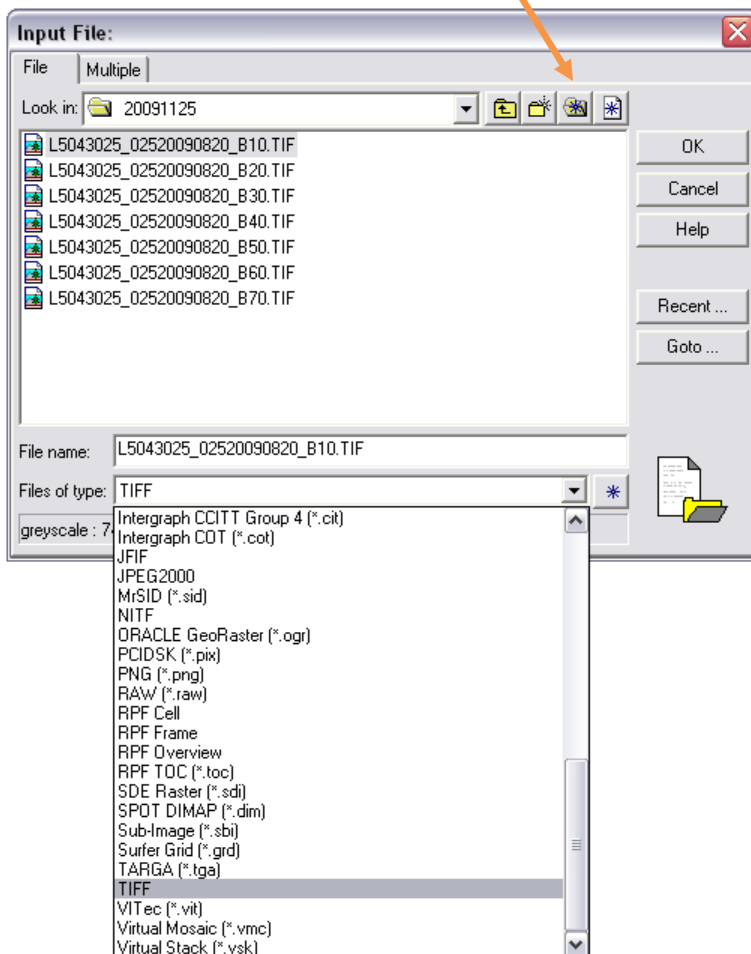 Input File:
File Multiple
Look in: 20091125
L5043025_02520090820_B10.TIF
L5043025_02520090820_B20.TIF
L5043025_02520090820_B30.TIF
L5043025_02520090820_B40.TIF
L5043025_02520090820_B50.TIF
L5043025_02520090820_B60.TIF
L5043025_02520090820_B70.TIF
OK
Cancel
Help
Recent ...
Goto ...
File name: L5043025_02520090820_B10.TIF
Files of type: TIFF
greyscale : 7
Intergraph CCITT Group 4 (*.cit)
Intergraph COT (*.cot)
JFIF
JPEG2000
MrSID (*.sid)
NITF
ORACLE GeoRaster (*.ogr)
PCIDSK (*.pix)
PNG (*.png)
RAW (*.raw)
RPF Cell
RPF Frame
RPF Overview
RPF TOC (*.toc)
SDE Raster (*.sdi)
SPOT DIMAP (*.dim)
Sub-Image (*.sbi)
Surfer Grid (*.grd)
TARGA (*.tga)
TIFF
VITec (*.vit)
Virtual Mosaic (*.vmc)
Virtual Stack (*.vsk)